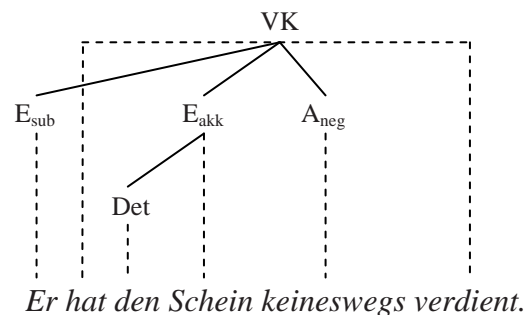 VK
E_sub E_akk A_neg
Det
Er hat den Schein keineswegs verdient.